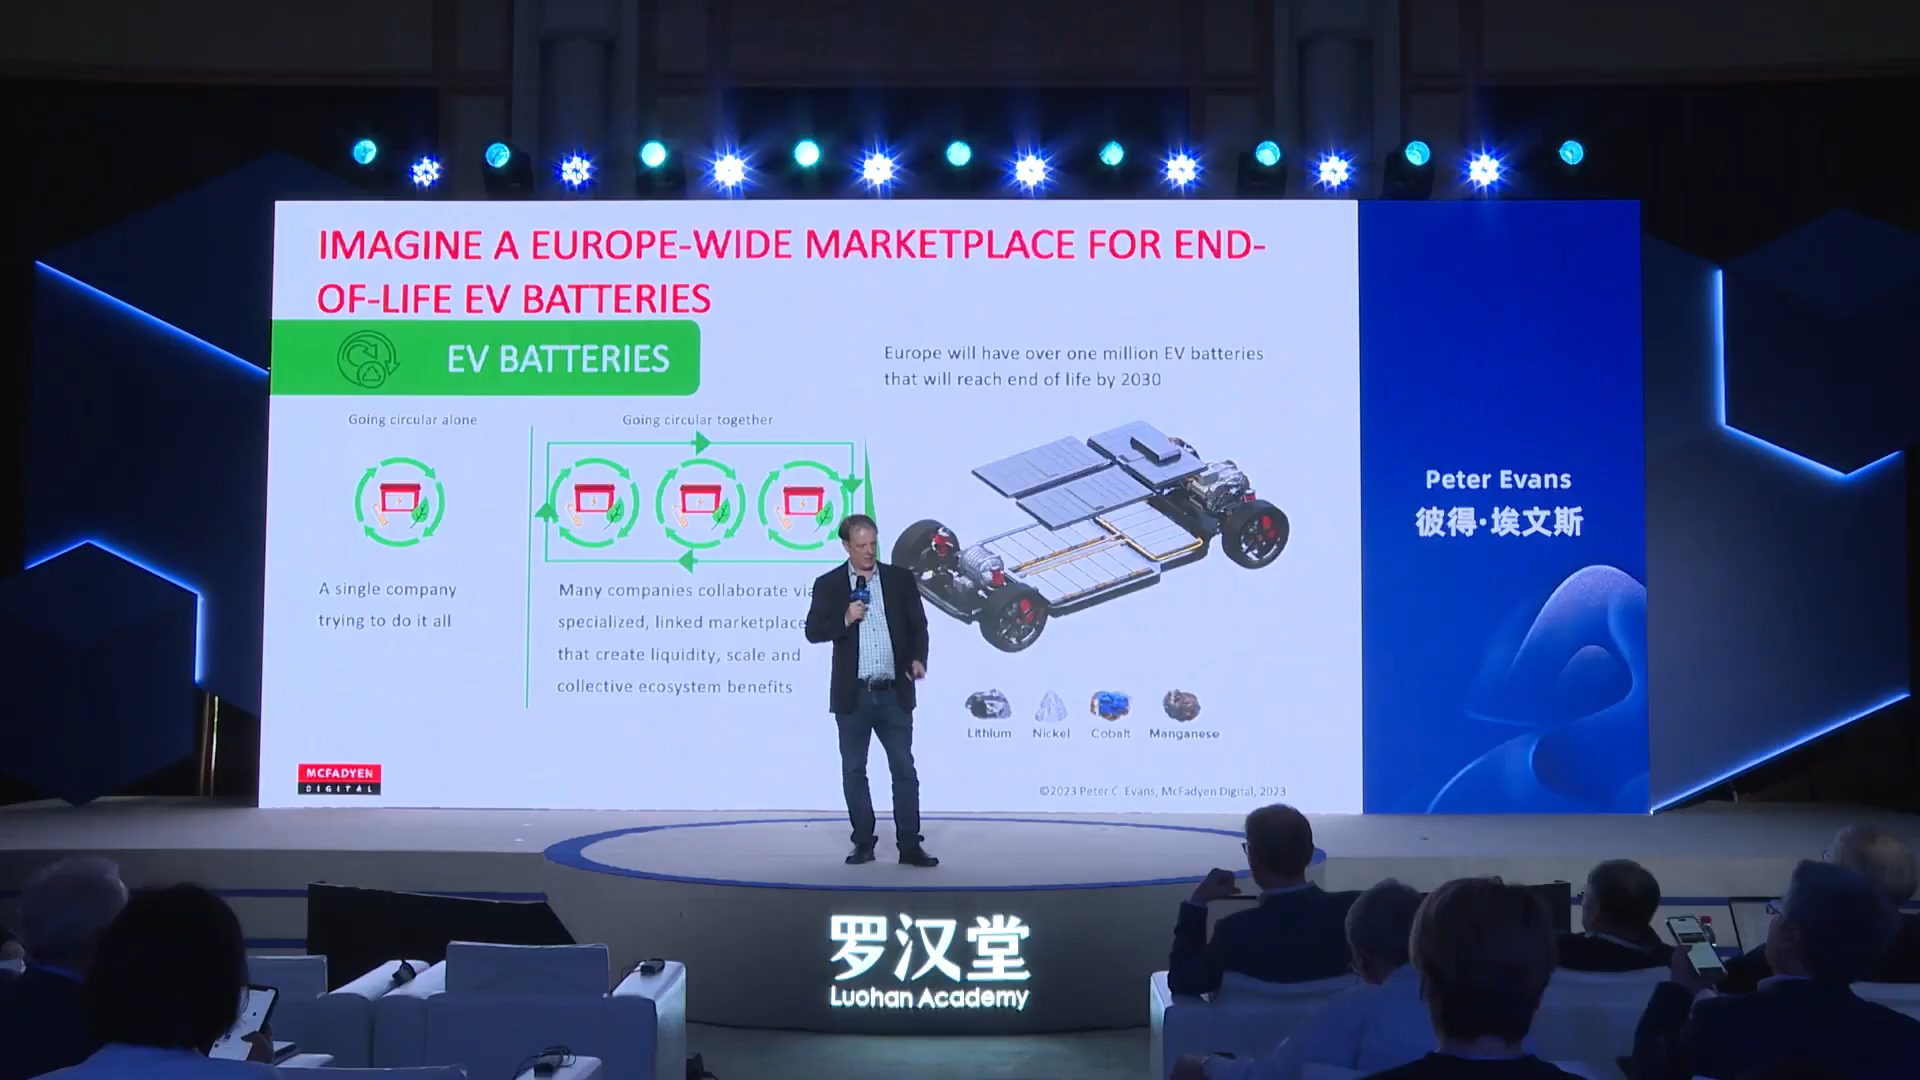 IMAGINE A EUROPE-WIDE MARKETPLACE FOR END-
OF-LIFE EV BATTERIES
EV BATTERIES
Going circular alone
A single company
trying to do it all
Going circular together
Many companies collaborate via
specialized, linked marketplace
that create liquidity, scale and
collective ecosystem benefits
Europe will have over one million EV batteries
that will reach end of life by 2030
Lithium Nickel Cobalt Manganese
MCFADYEN
DIGITAL
©2023 Peter C. Evans, McFadyen Digital, 2023
Peter Evans
彼得·埃文斯
罗汉堂
Luohan Academy